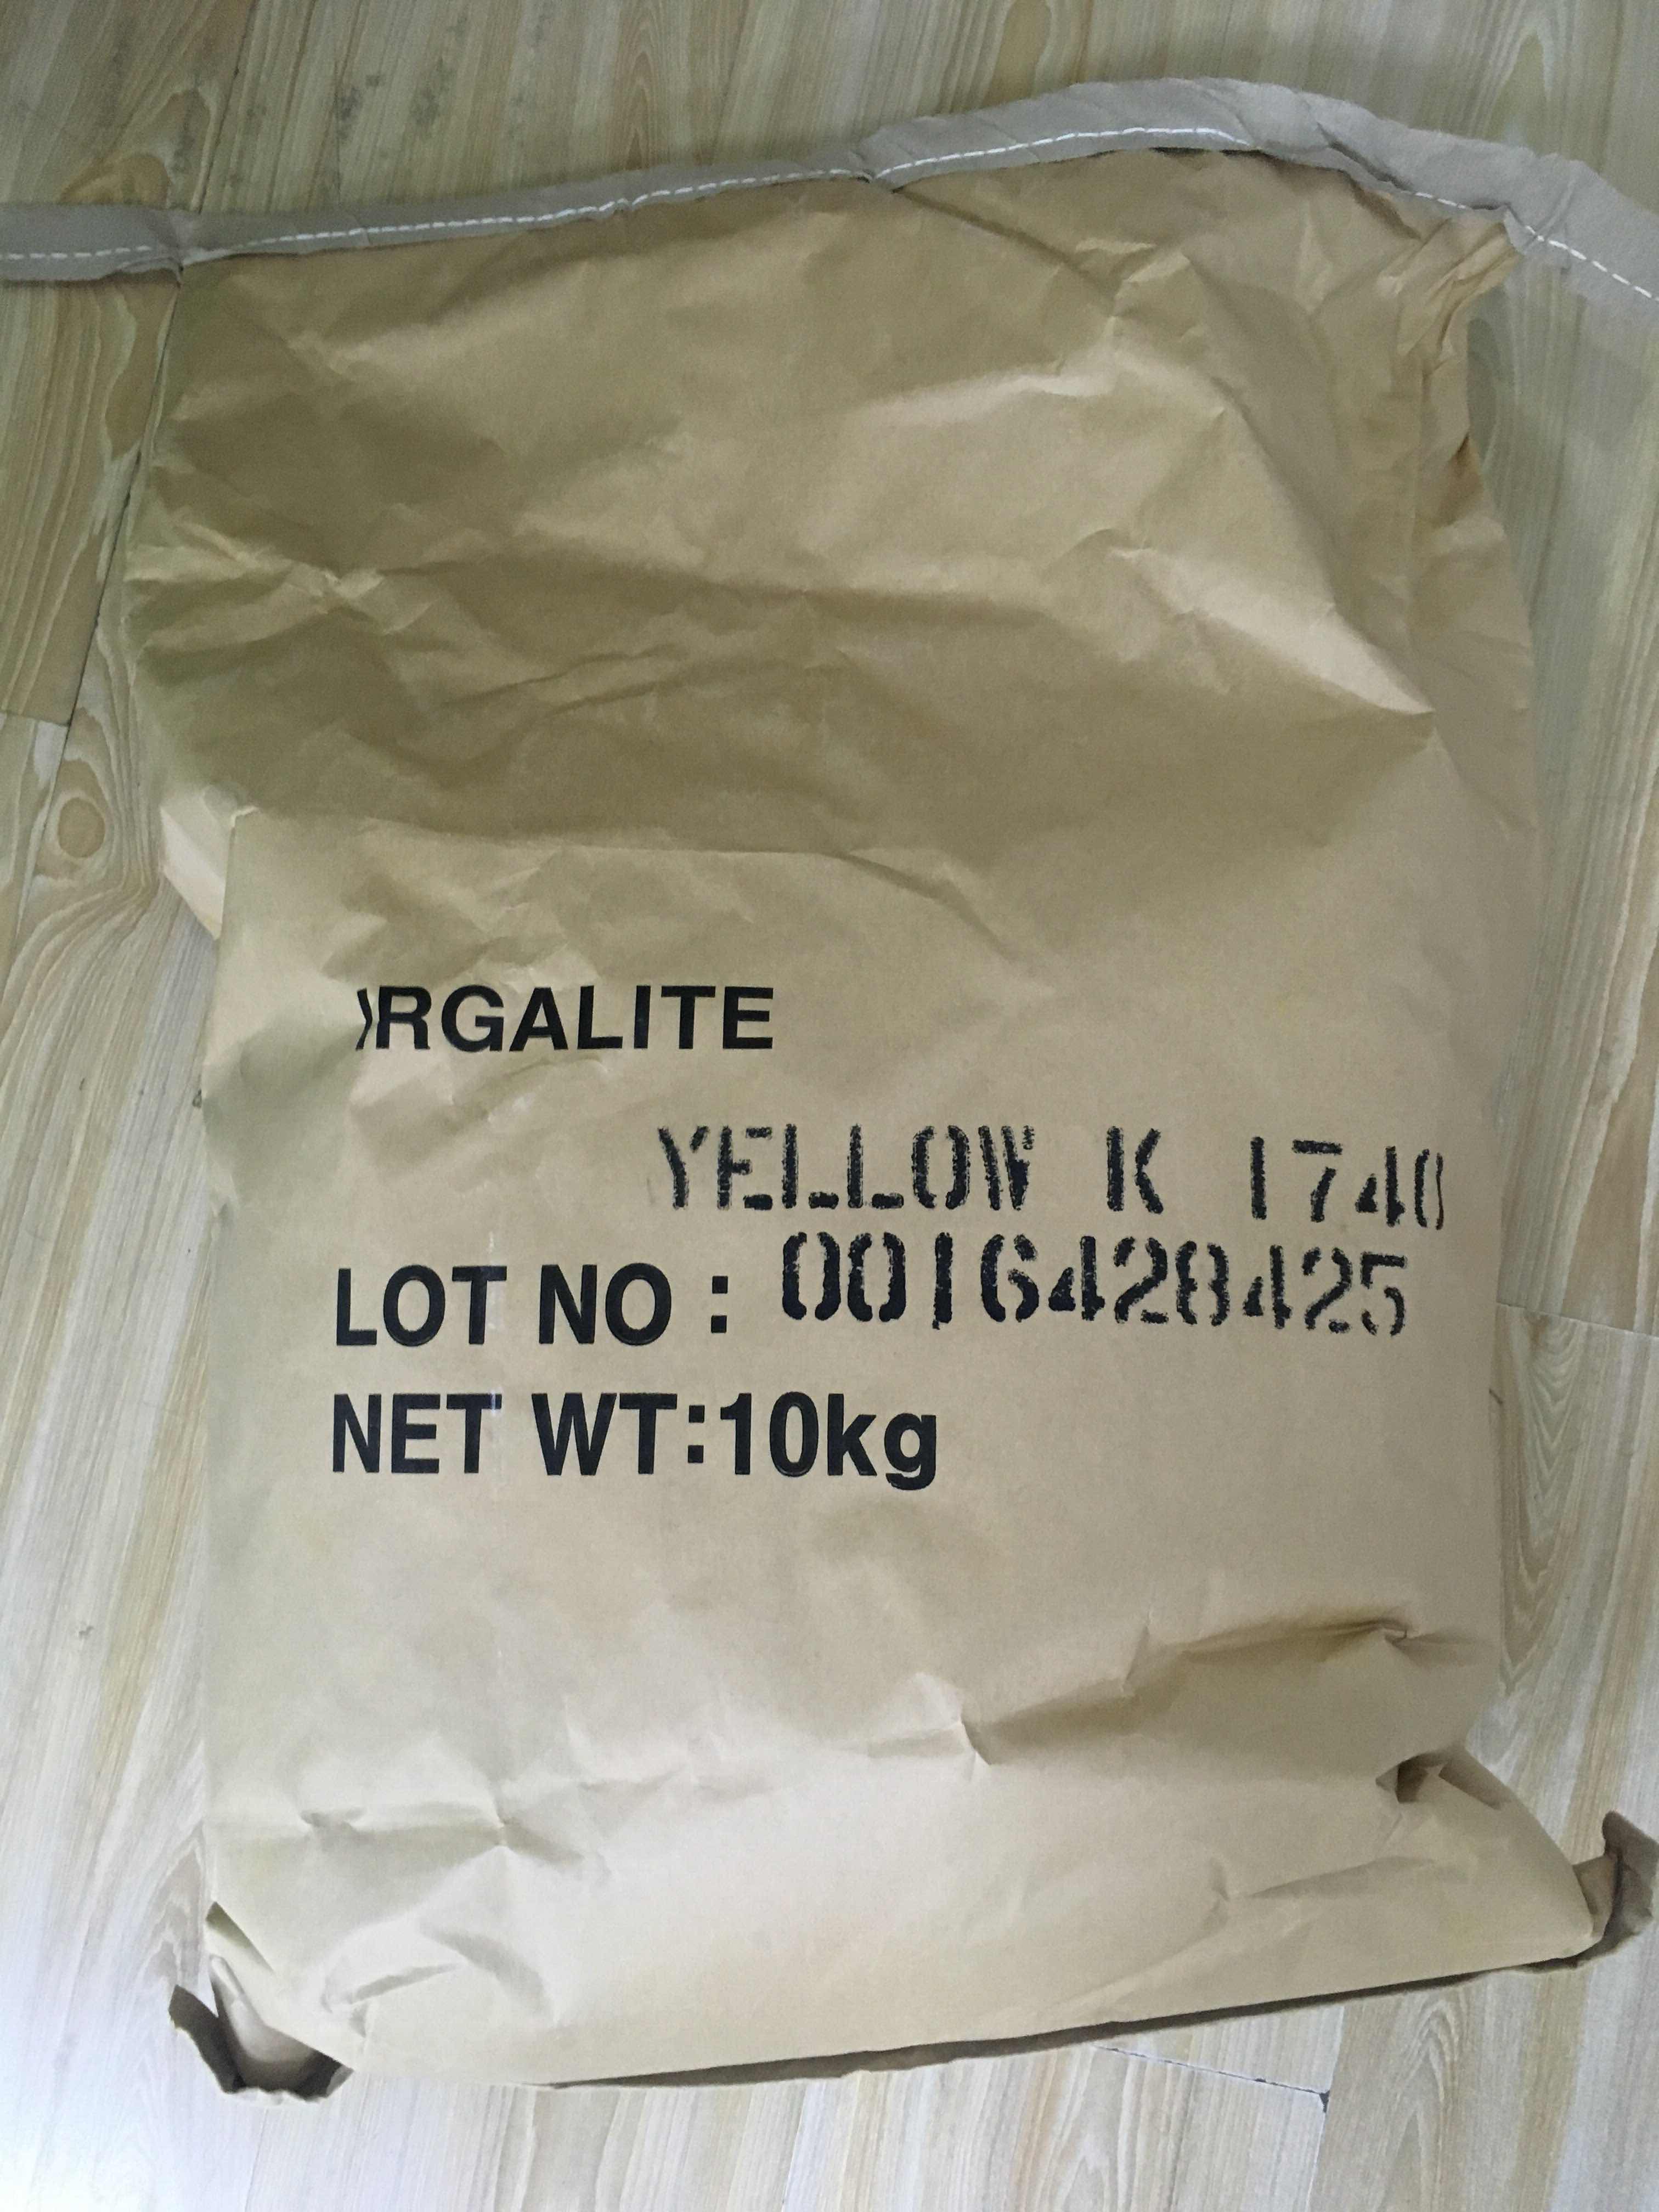 RGALITE
YELLOW K 1740
LOT NO : 0016428425
NET WT:10kg